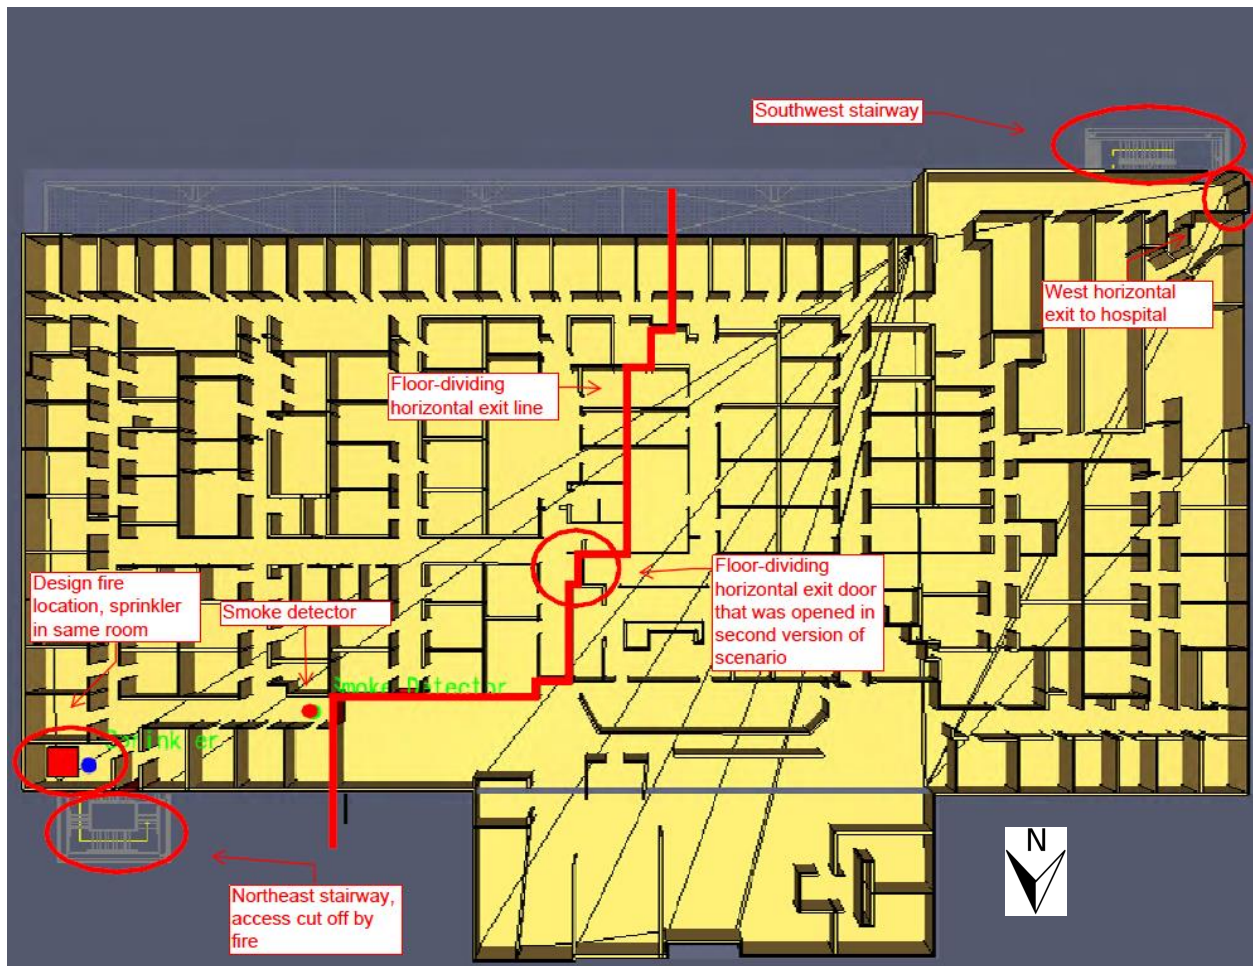 Southwest stairway
West horizontal
exit to hospital
Floor-dividing
horizontal exit line
Floor-dividing
horizontal exit door
that was opened in
second version of
scenario
Design fire
location, sprinkler
in same room
Smoke detector
Smoke Detector
N
Northeast stairway,
access cut off by
fire